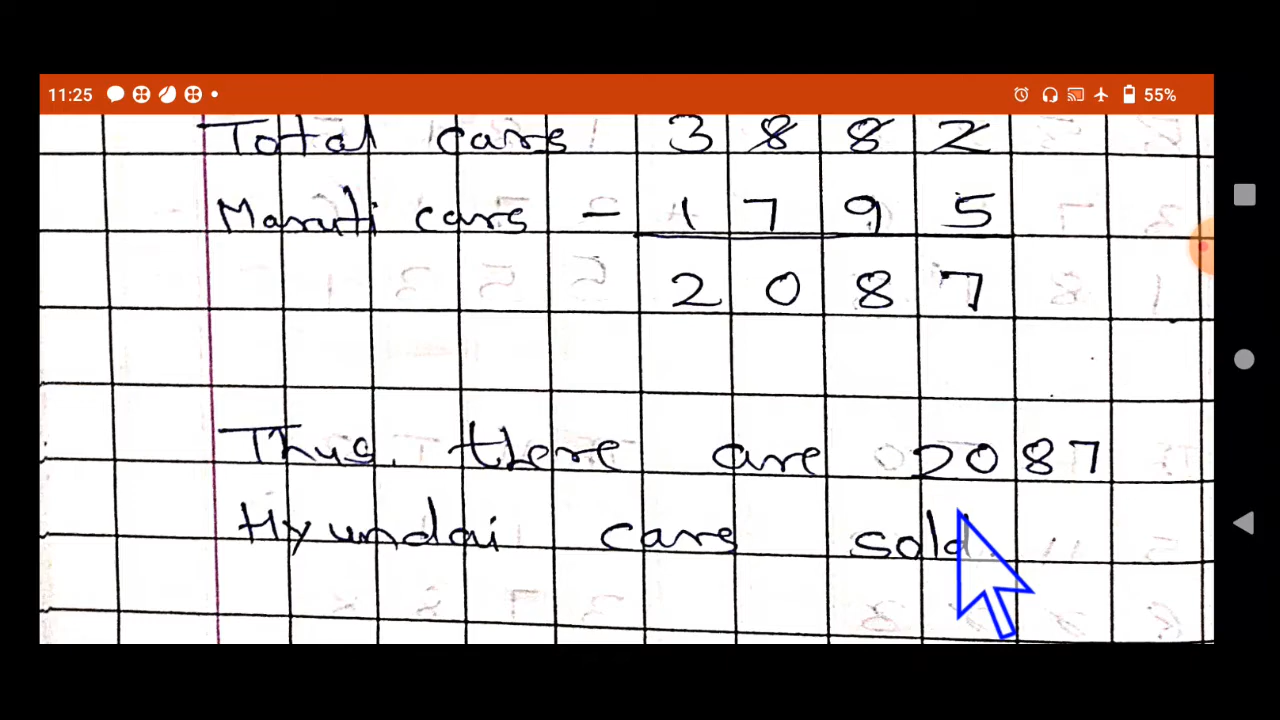 11:25 55%
Total cars 3 8 8 2
Maruti cars - 1 7 9 5
2 0 8 7
Thus, there are 2087
Hyundai cars sold.